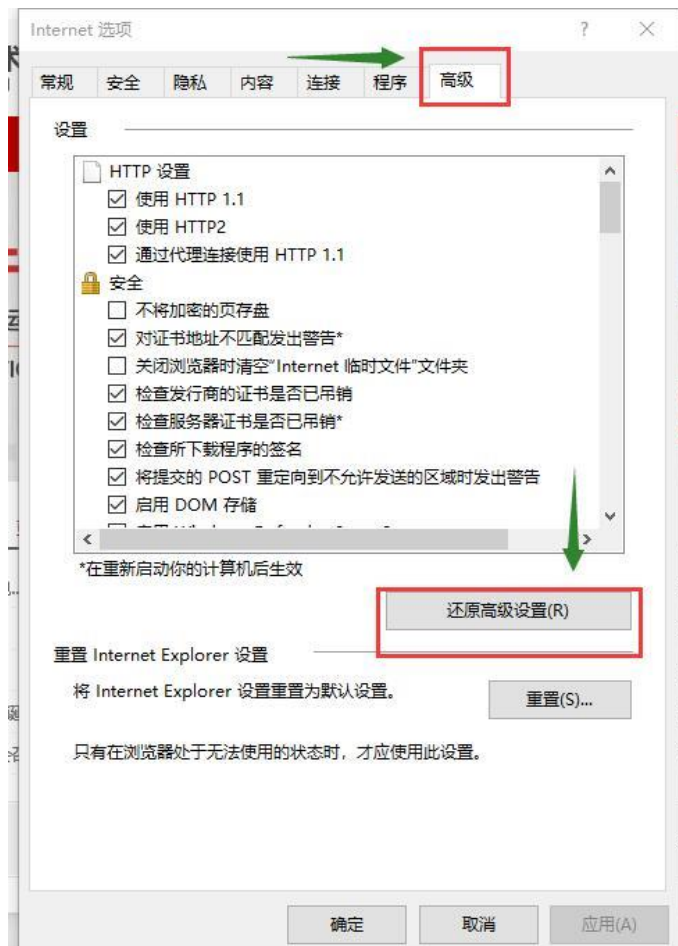 Internet 选项
常规 安全 隐私 内容 连接 程序 高级
设置
HTTP 设置
使用 HTTP 1.1
使用 HTTP2
通过代理连接使用 HTTP 1.1
安全
不将加密的页存盘
对证书地址不匹配发出警告*
关闭浏览器时清空“Internet 临时文件”文件夹
检查发行商的证书是否已吊销
检查服务器证书是否已吊销*
检查所下载程序的签名
将提交的 POST 重定向到不允许发送的区域时发出警告
启用 DOM 存储
*在重新启动你的计算机后生效
还原高级设置(R)
重置 Internet Explorer 设置
将 Internet Explorer 设置重置为默认设置。
重置(S)...
只有在浏览器处于无法使用的状态时，才应使用此设置。
确定 取消 应用(A)